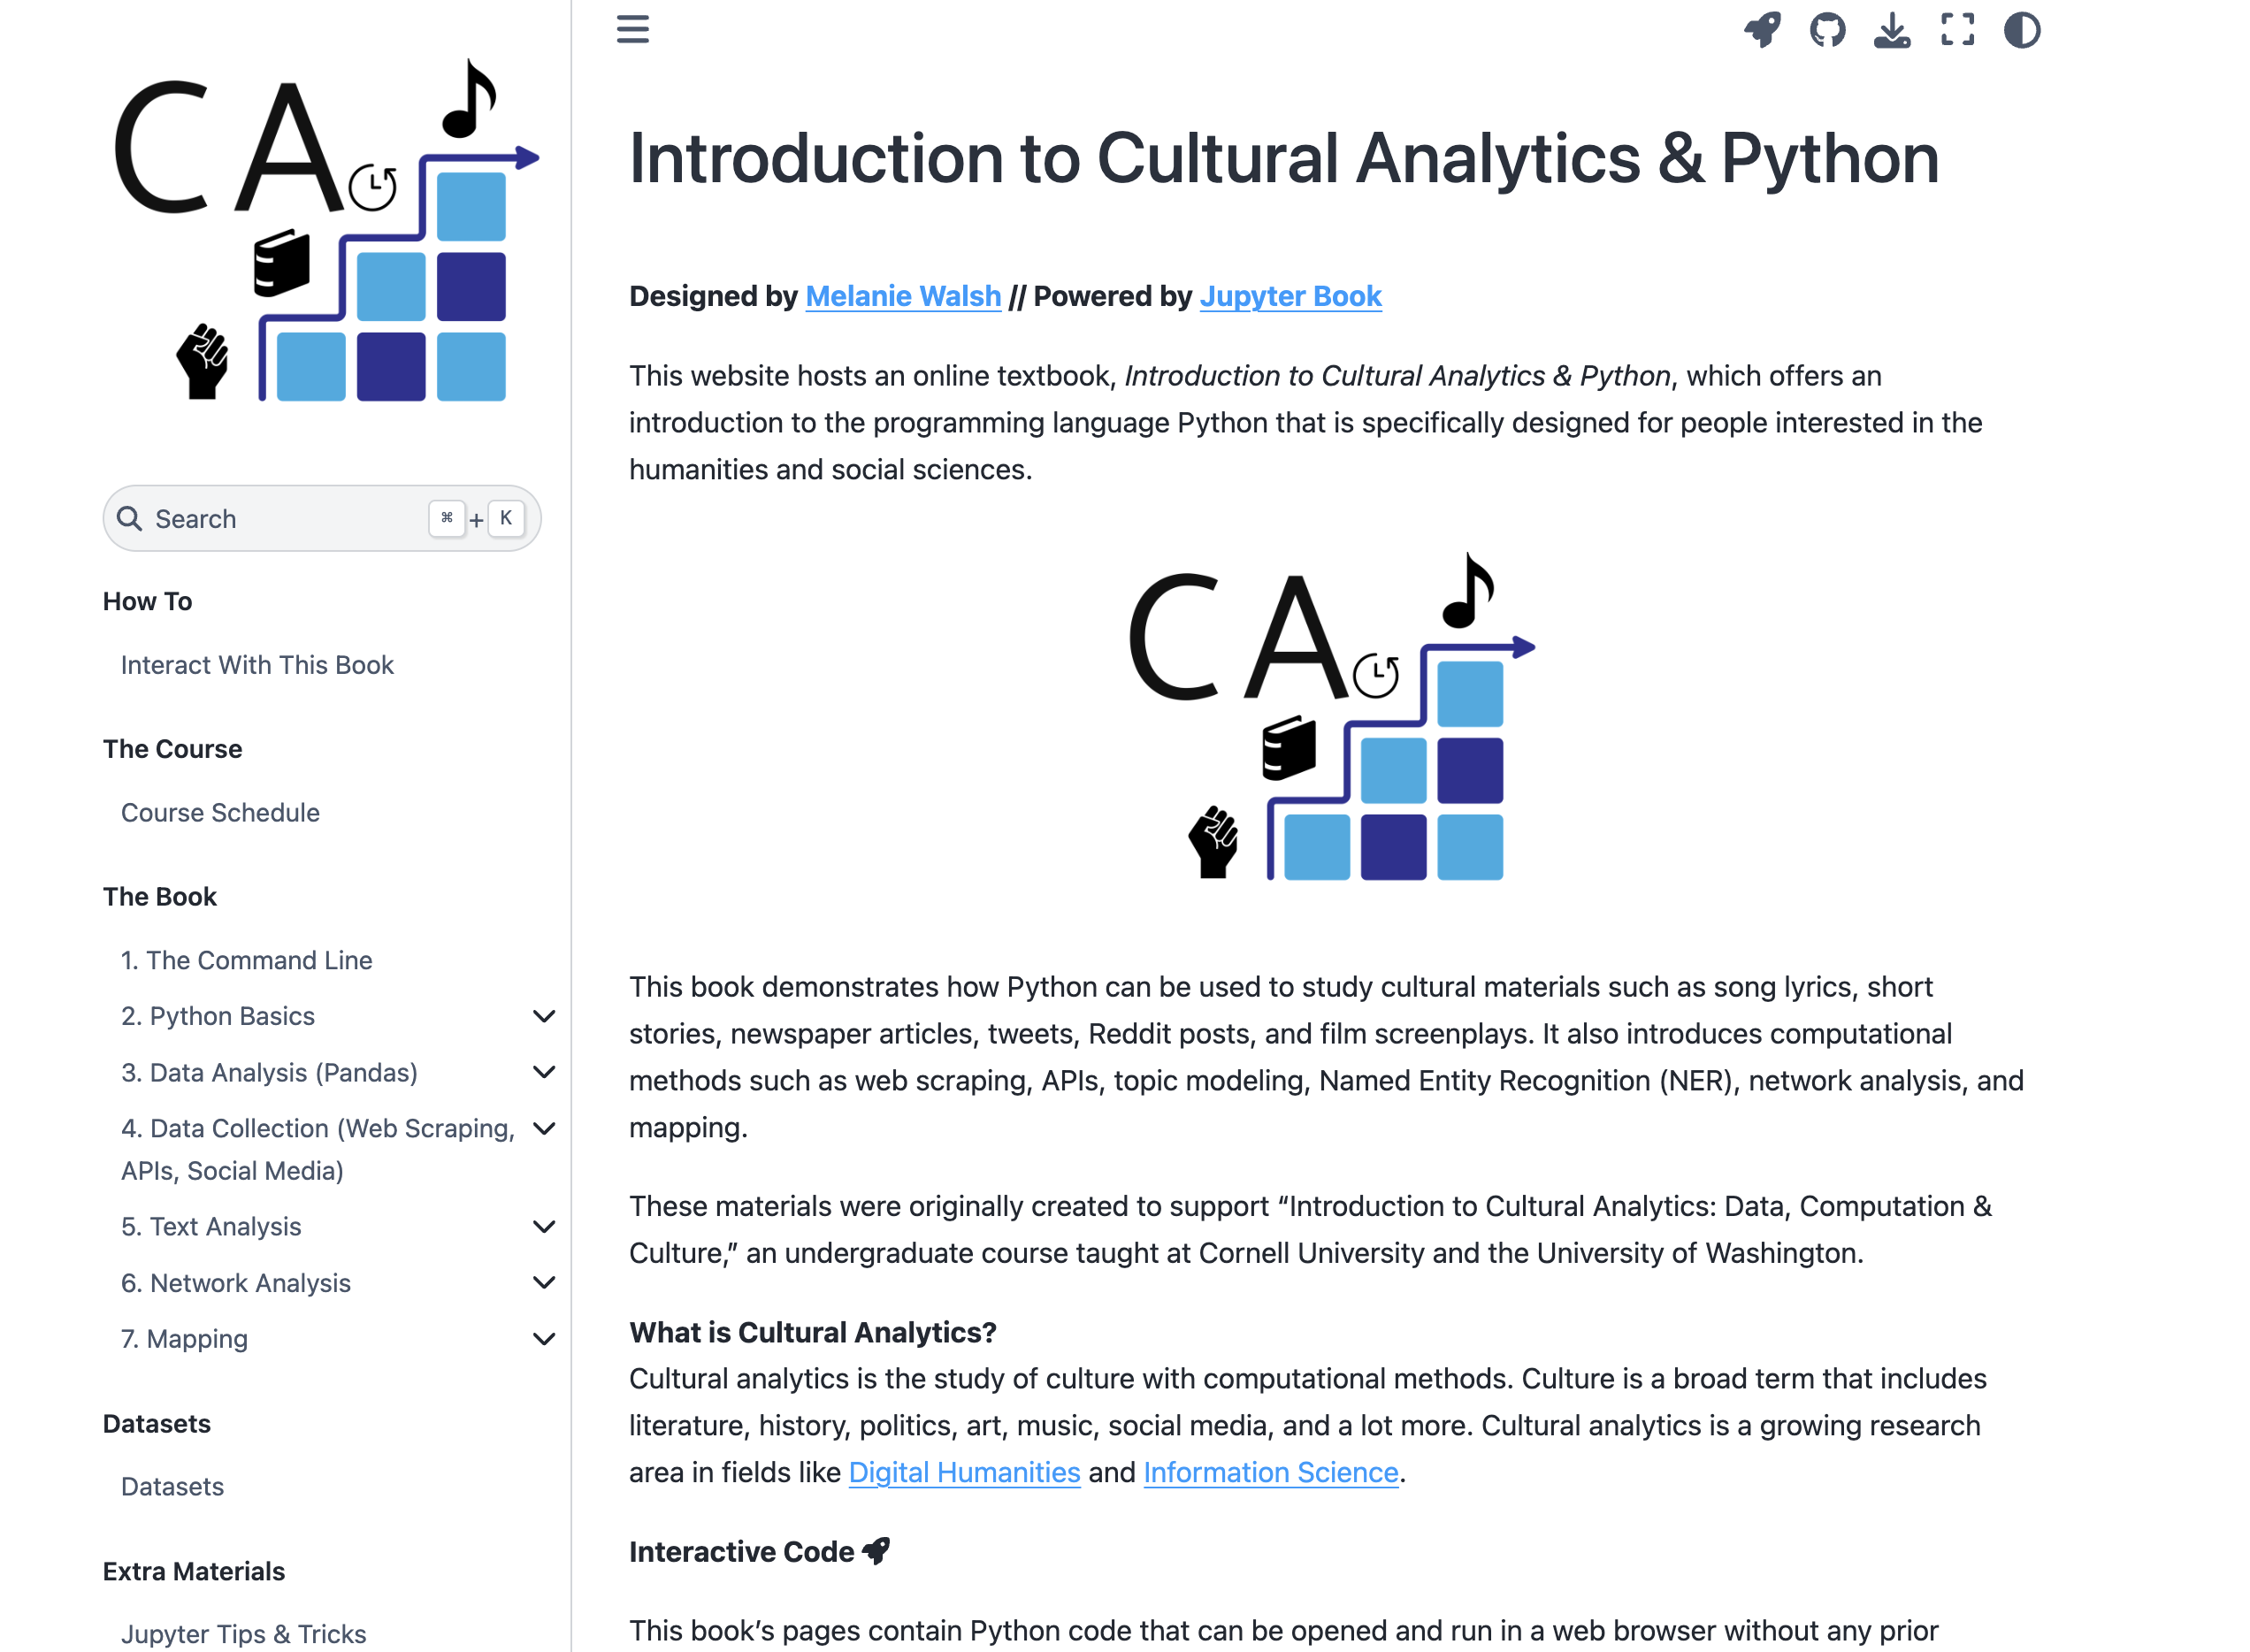 CA
Search ⌘ + K
How To
Interact With This Book
The Course
Course Schedule
The Book
1. The Command Line
2. Python Basics
3. Data Analysis (Pandas)
4. Data Collection (Web Scraping,
APIs, Social Media)
5. Text Analysis
6. Network Analysis
7. Mapping
Datasets
Datasets
Extra Materials
Jupyter Tips & Tricks
Introduction to Cultural Analytics & Python
Designed by Melanie Walsh // Powered by Jupyter Book
This website hosts an online textbook, Introduction to Cultural Analytics & Python, which offers an
introduction to the programming language Python that is specifically designed for people interested in the
humanities and social sciences.
CA
This book demonstrates how Python can be used to study cultural materials such as song lyrics, short
stories, newspaper articles, tweets, Reddit posts, and film screenplays. It also introduces computational
methods such as web scraping, APIs, topic modeling, Named Entity Recognition (NER), network analysis, and
mapping.
These materials were originally created to support “Introduction to Cultural Analytics: Data, Computation &
Culture,” an undergraduate course taught at Cornell University and the University of Washington.
What is Cultural Analytics?
Cultural analytics is the study of culture with computational methods. Culture is a broad term that includes
literature, history, politics, art, music, social media, and a lot more. Cultural analytics is a growing research
area in fields like Digital Humanities and Information Science.
Interactive Code
This book’s pages contain Python code that can be opened and run in a web browser without any prior